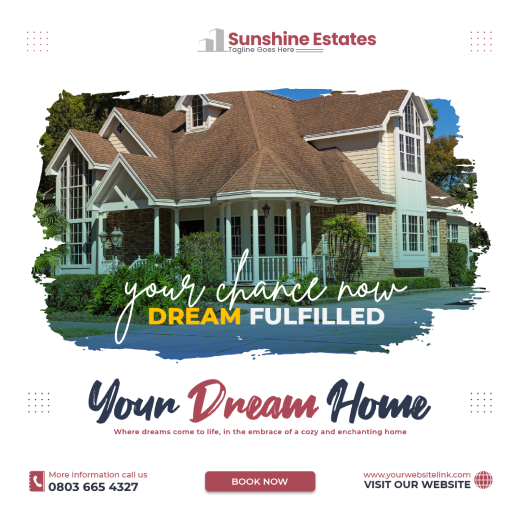 Sunshine Estates
Tagline Goes Here
your chance now
DREAM FULFILLED
Your Dream Home
Where dreams come to life, in the embrace of a cozy and enchanting home
More information call us
0803 665 4327
BOOK NOW
www.yourwebsitelink.com
VISIT OUR WEBSITE